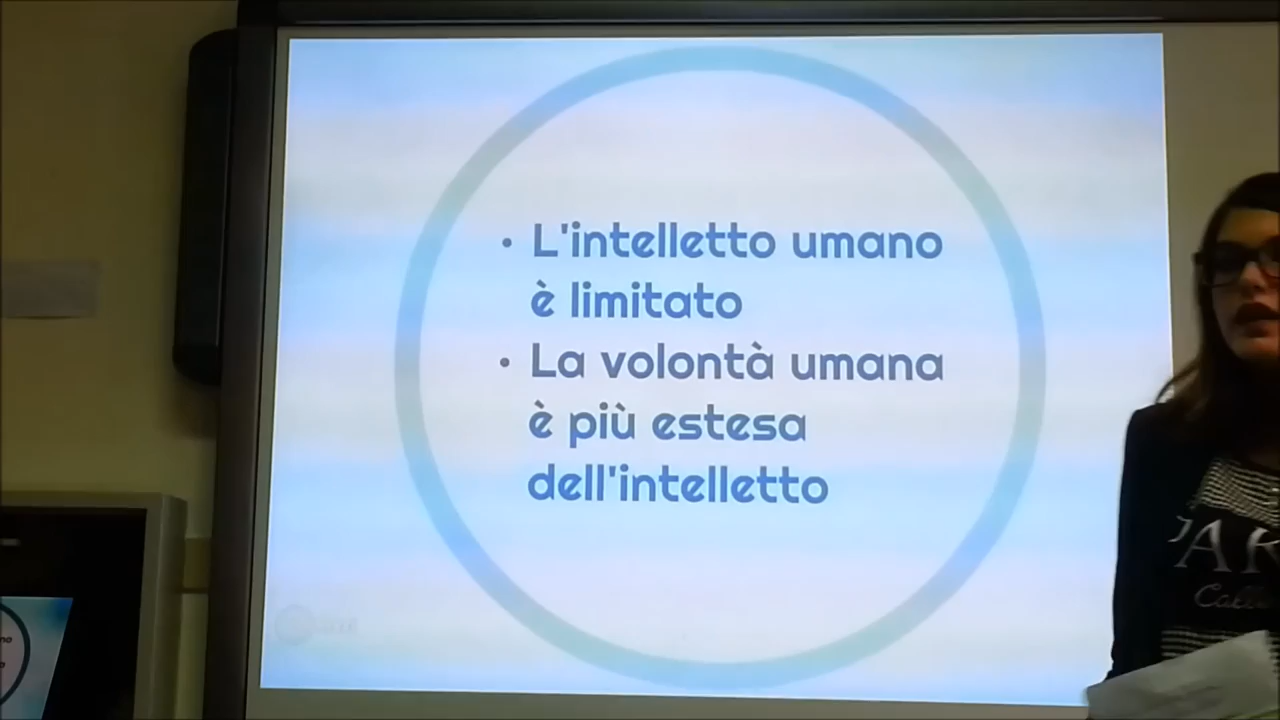 • L'intelletto umano
è limitato
• La volontà umana
è più estesa
dell'intelletto